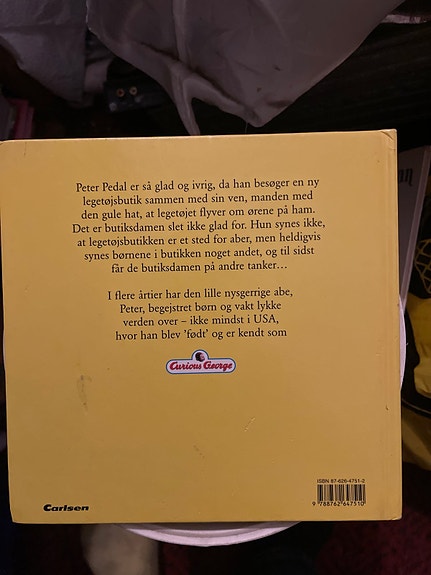 Peter Pedal er så glad og ivrig, da han besøger en ny
legetøjsbutik sammen med sin ven, manden med
den gule hat, at legetøjet flyver om ørene på ham.
Det er butiksdamen slet ikke glad for. Hun synes ikke,
at legetøjsbutikken er et sted for aber, men heldigvis
synes børnene i butikken noget andet, og til sidst
får de butiksdamen på andre tanker…
I flere årtier har den lille nysgerrige abe,
Peter, begejstret børn og vakt lykke
verden over – ikke mindst i USA,
hvor han blev 'født' og er kendt som
Curious George
ISBN 87-626-4751-2
9 788762 647510
Carlsen